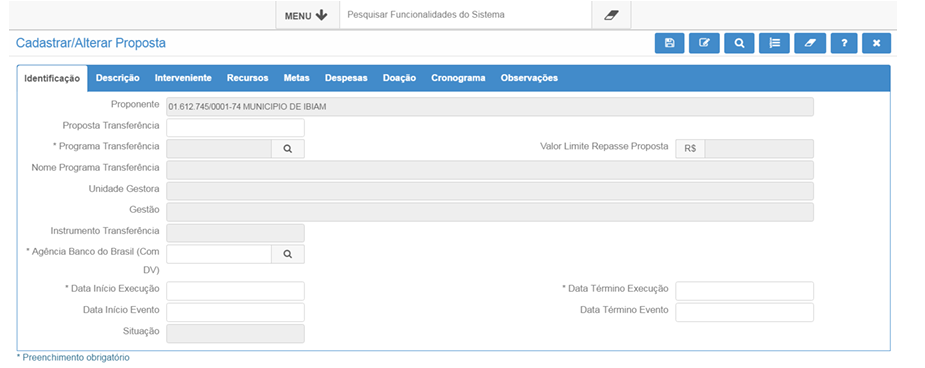 MENU
Pesquisar Funcionalidades do Sistema
Cadastrar/Alterar Proposta
?
Identificação Descrição Interveniente Recursos Metas Despesas Doação Cronograma Observações
Proponente 01.612.745/0001-74 MUNICIPIO DE IBIAM
Proposta Transferência
* Programa Transferência Valor Limite Repasse Proposta R$
Nome Programa Transferência
Unidade Gestora
Gestão
Instrumento Transferência
* Agência Banco do Brasil (Com
DV)
* Data Início Execução * Data Término Execução
Data Início Evento Data Término Evento
Situação
* Preenchimento obrigatório